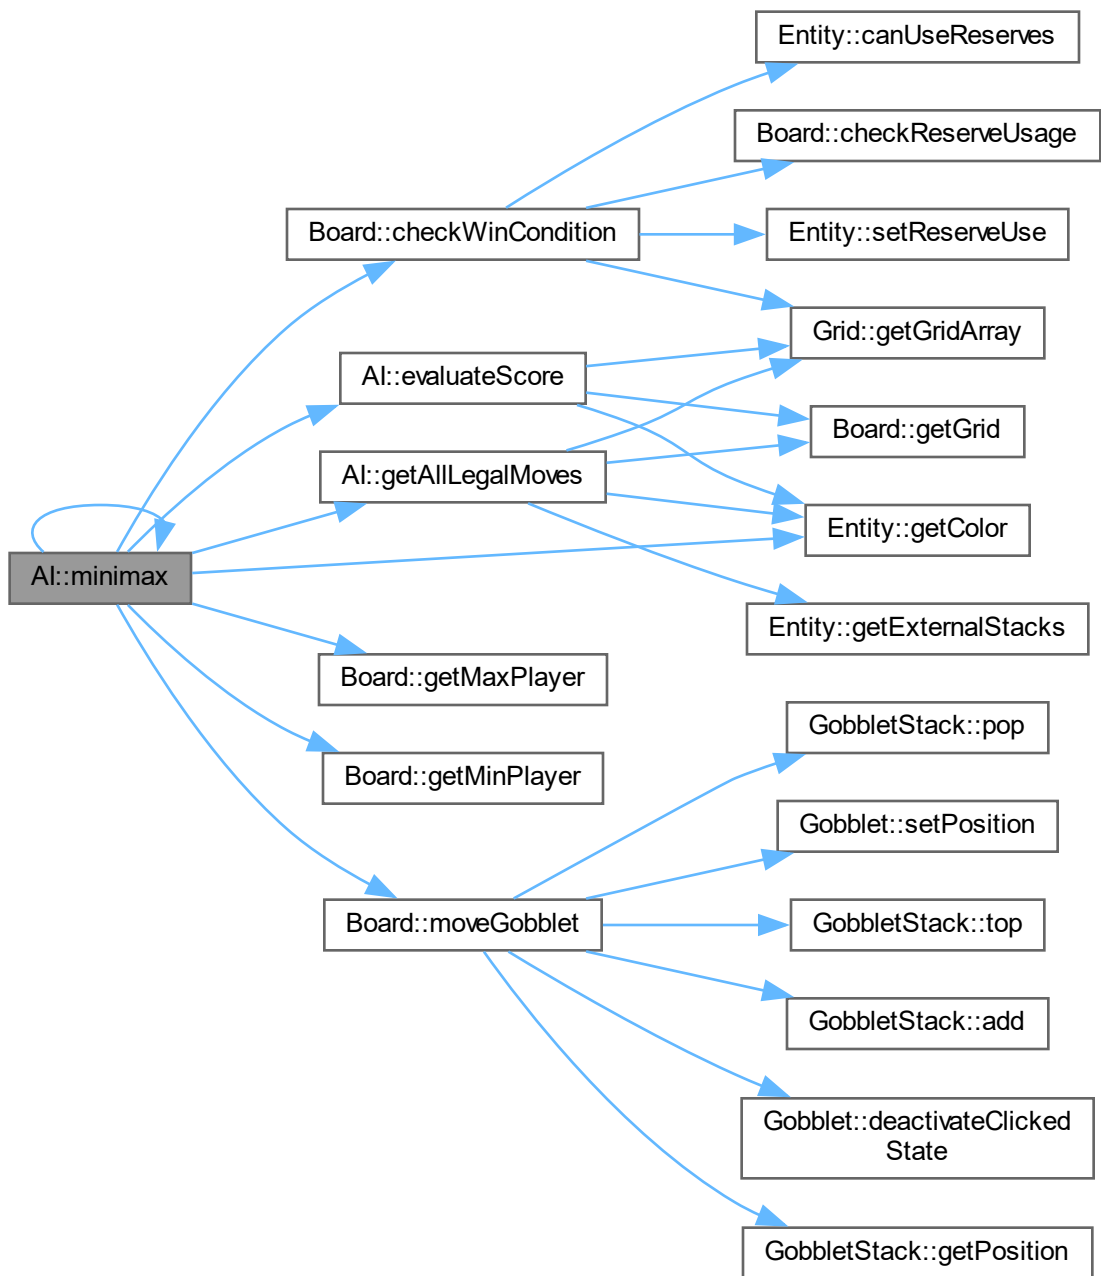 Entity::canUseReserves
Board::checkReserveUsage
Board::checkWinCondition
Entity::setReserveUse
Grid::getGridArray
AI::evaluateScore
Board::getGrid
AI::getAllLegalMoves
Entity::getColor
AI::minimax
Entity::getExternalStacks
Board::getMaxPlayer
GobbletStack::pop
Board::getMinPlayer
Gobblet::setPosition
Board::moveGobblet
GobbletStack::top
GobbletStack::add
Gobblet::deactivateClicked
State
GobbletStack::getPosition